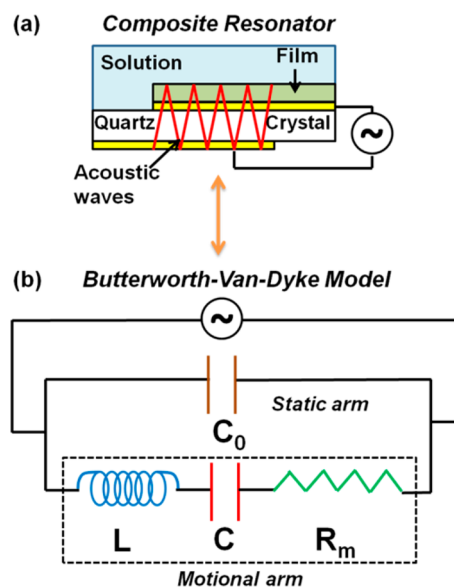 (a) Composite Resonator
Film
Solution
Quartz Crystal
~
Acoustic
waves
(b) Butterworth-Van-Dyke Model
~
Static arm
C0
L C Rm
Motional arm